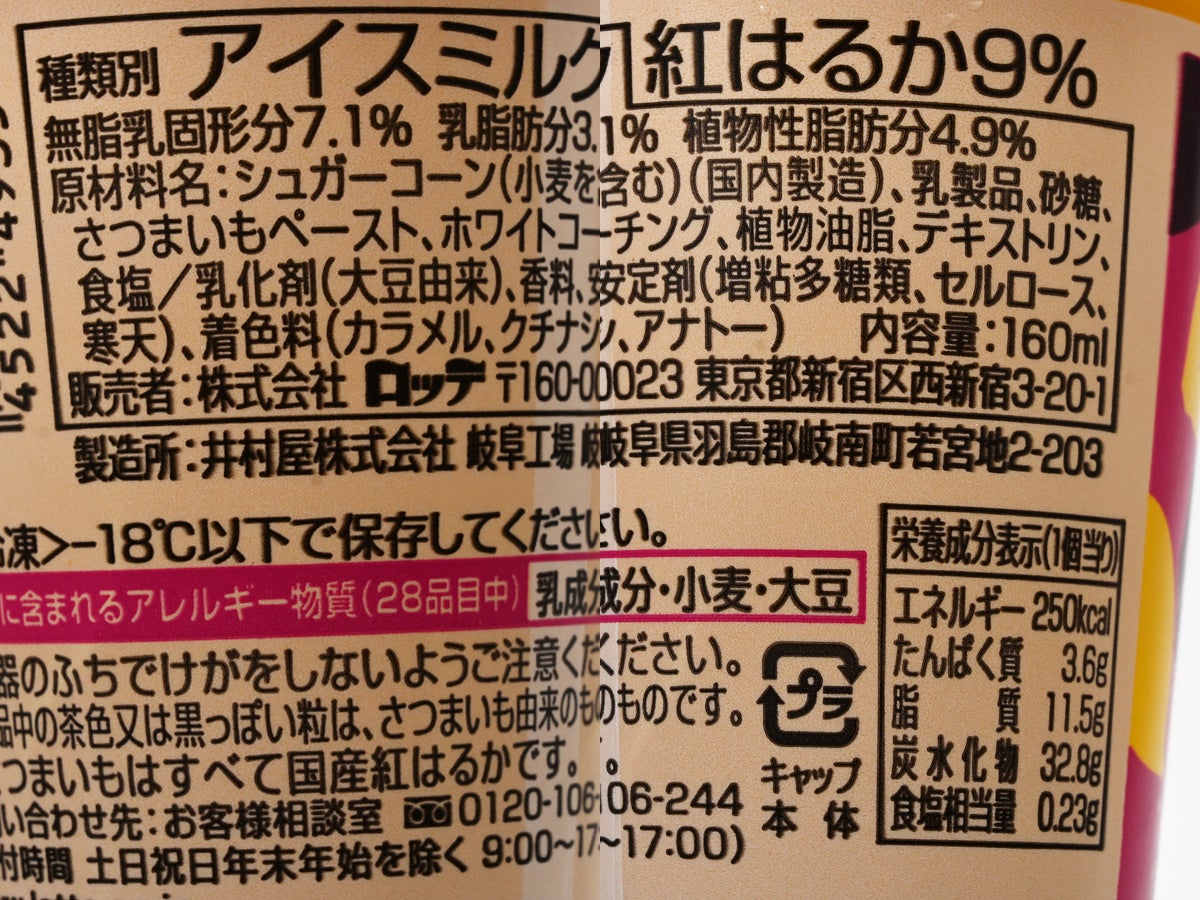 種類別 アイスミルク 紅はるか9%
無脂乳固形分7.1% 乳脂肪分3.1% 植物性脂肪分4.9%
原材料名:シュガーコーン(小麦を含む)(国内製造)、乳製品、砂糖、
さつまいもペースト、ホワイトコーチング、植物油脂、デキストリン、
食塩/乳化剤(大豆由来)、香料、安定剤(増粘多糖類、セルロース、
寒天)、着色料(カラメル、クチナシ、アナトー) 内容量:160ml
販売者:株式会社 ロッテ 〒160-00023 東京都新宿区西新宿3-20-1
製造所:井村屋株式会社 岐阜工場 岐阜県羽島郡岐南町若宮地2-203
冷凍>-18℃以下で保存してください。
に含まれるアレルギー物質(28品目中) 乳成分・小麦・大豆
器のふちでけがをしないようご注意ください。
品中の茶色又は黒っぽい粒は、さつまいも由来のものです。
つまいもはすべて国産紅はるかです。
い合わせ先:お客様相談室 0120-106-244
付時間 土日祝日年末年始を除く 9:00~17:00)
プラ
キャップ
本体
栄養成分表示(1個当り)
エネルギー 250kcal
たんぱく質 3.6g
脂質 11.5g
炭水化物 32.8g
食塩相当量 0.23g